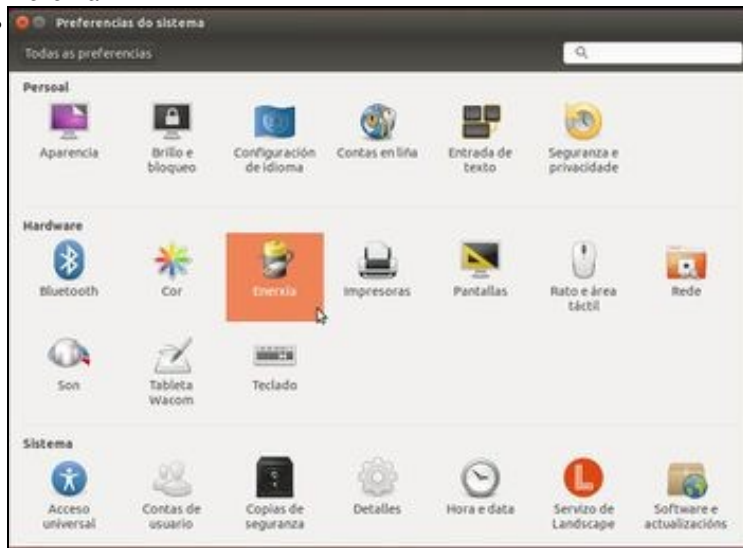 Preferencias do sistema
Todas as preferencias
Persoal
Aparencia
Brillo e
bloqueo
Configuración
de idioma
Contas en liña
Entrada de
texto
Seguranza e
privacidade
Hardware
Bluetooth
Cor
Enerxía
Impresoras
Pantallas
Rato e área
táctil
Rede
Son
Tableta
Wacom
Teclado
Sistema
Acceso
universal
Contas de
usuario
Copias de
seguranza
Detalles
Hora e data
Servizo de
Landscape
Software e
actualizacións